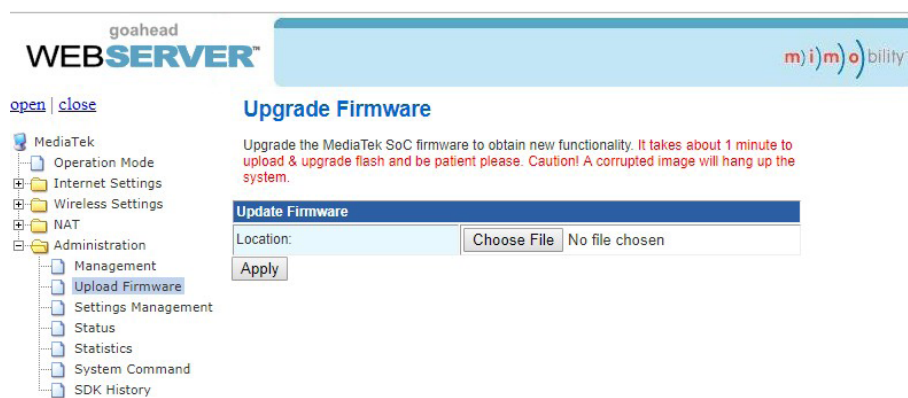 goahead
WEBSERVER™
m)i)m)o)bility™
open | close
MediaTek
Operation Mode
Internet Settings
Wireless Settings
NAT
Administration
Management
Upload Firmware
Settings Management
Status
Statistics
System Command
SDK History
Upgrade Firmware
Upgrade the MediaTek SoC firmware to obtain new functionality. It takes about 1 minute to
upload & upgrade flash and be patient please. Caution! A corrupted image will hang up the
system.
Update Firmware
Location: Choose File No file chosen
Apply